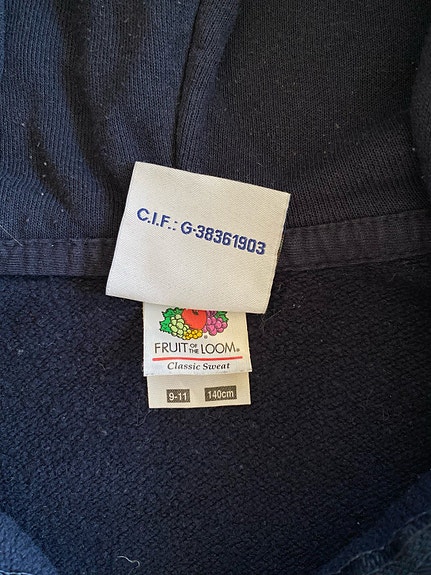 C.I.F.: G-38361903
FRUIT OF THE LOOM®
Classic Sweat
9-11 140cm